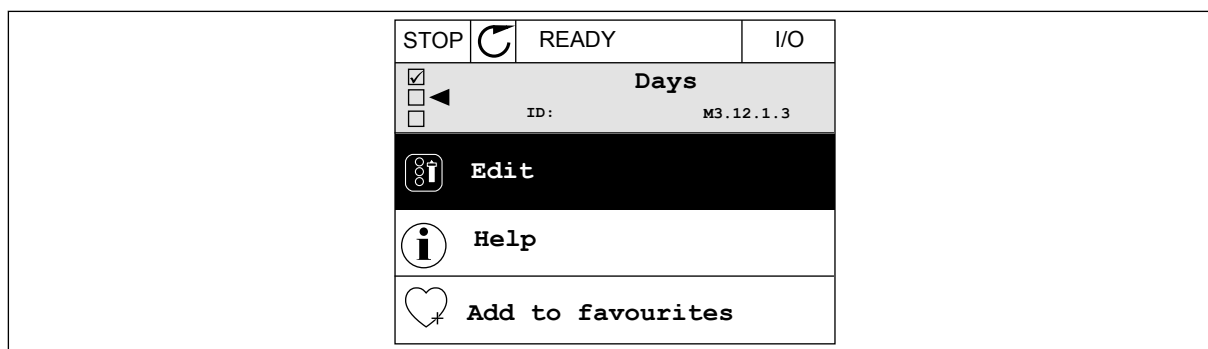 STOP READY I/O
Days
ID: M3.12.1.3
Edit
Help
Add to favourites